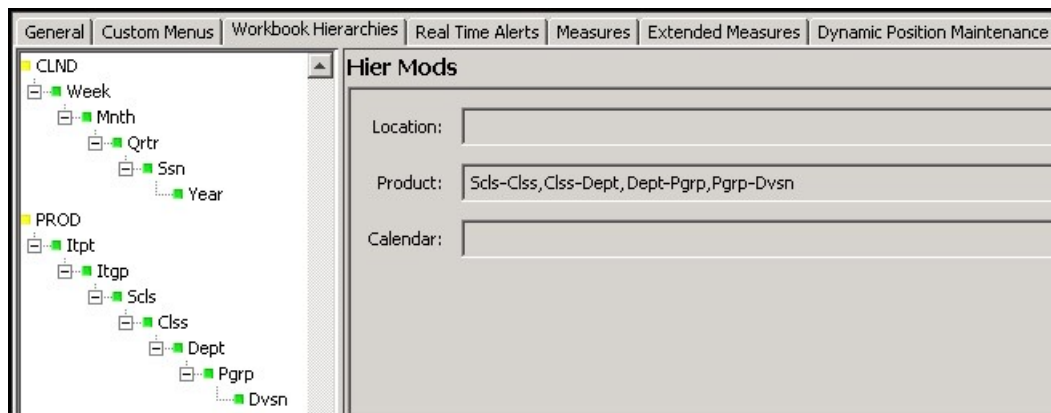 General Custom Menus Workbook Hierarchies Real Time Alerts Measures Extended Measures Dynamic Position Maintenance
CLND
Week
Mnth
Qrtr
Ssn
Year
PROD
Itpt
Itgp
Scls
Clss
Dept
Pgrp
Dvsn
Hier Mods
Location:
Product: Scls-Clss,Clss-Dept,Dept-Pgrp,Pgrp-Dvsn
Calendar: